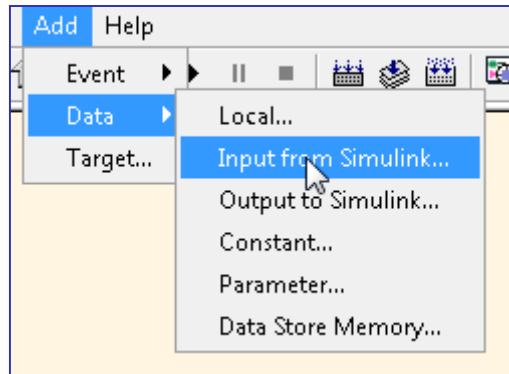 Add Help
Event
Data
Target...
Local...
Input from Simulink...
Output to Simulink...
Constant...
Parameter...
Data Store Memory...